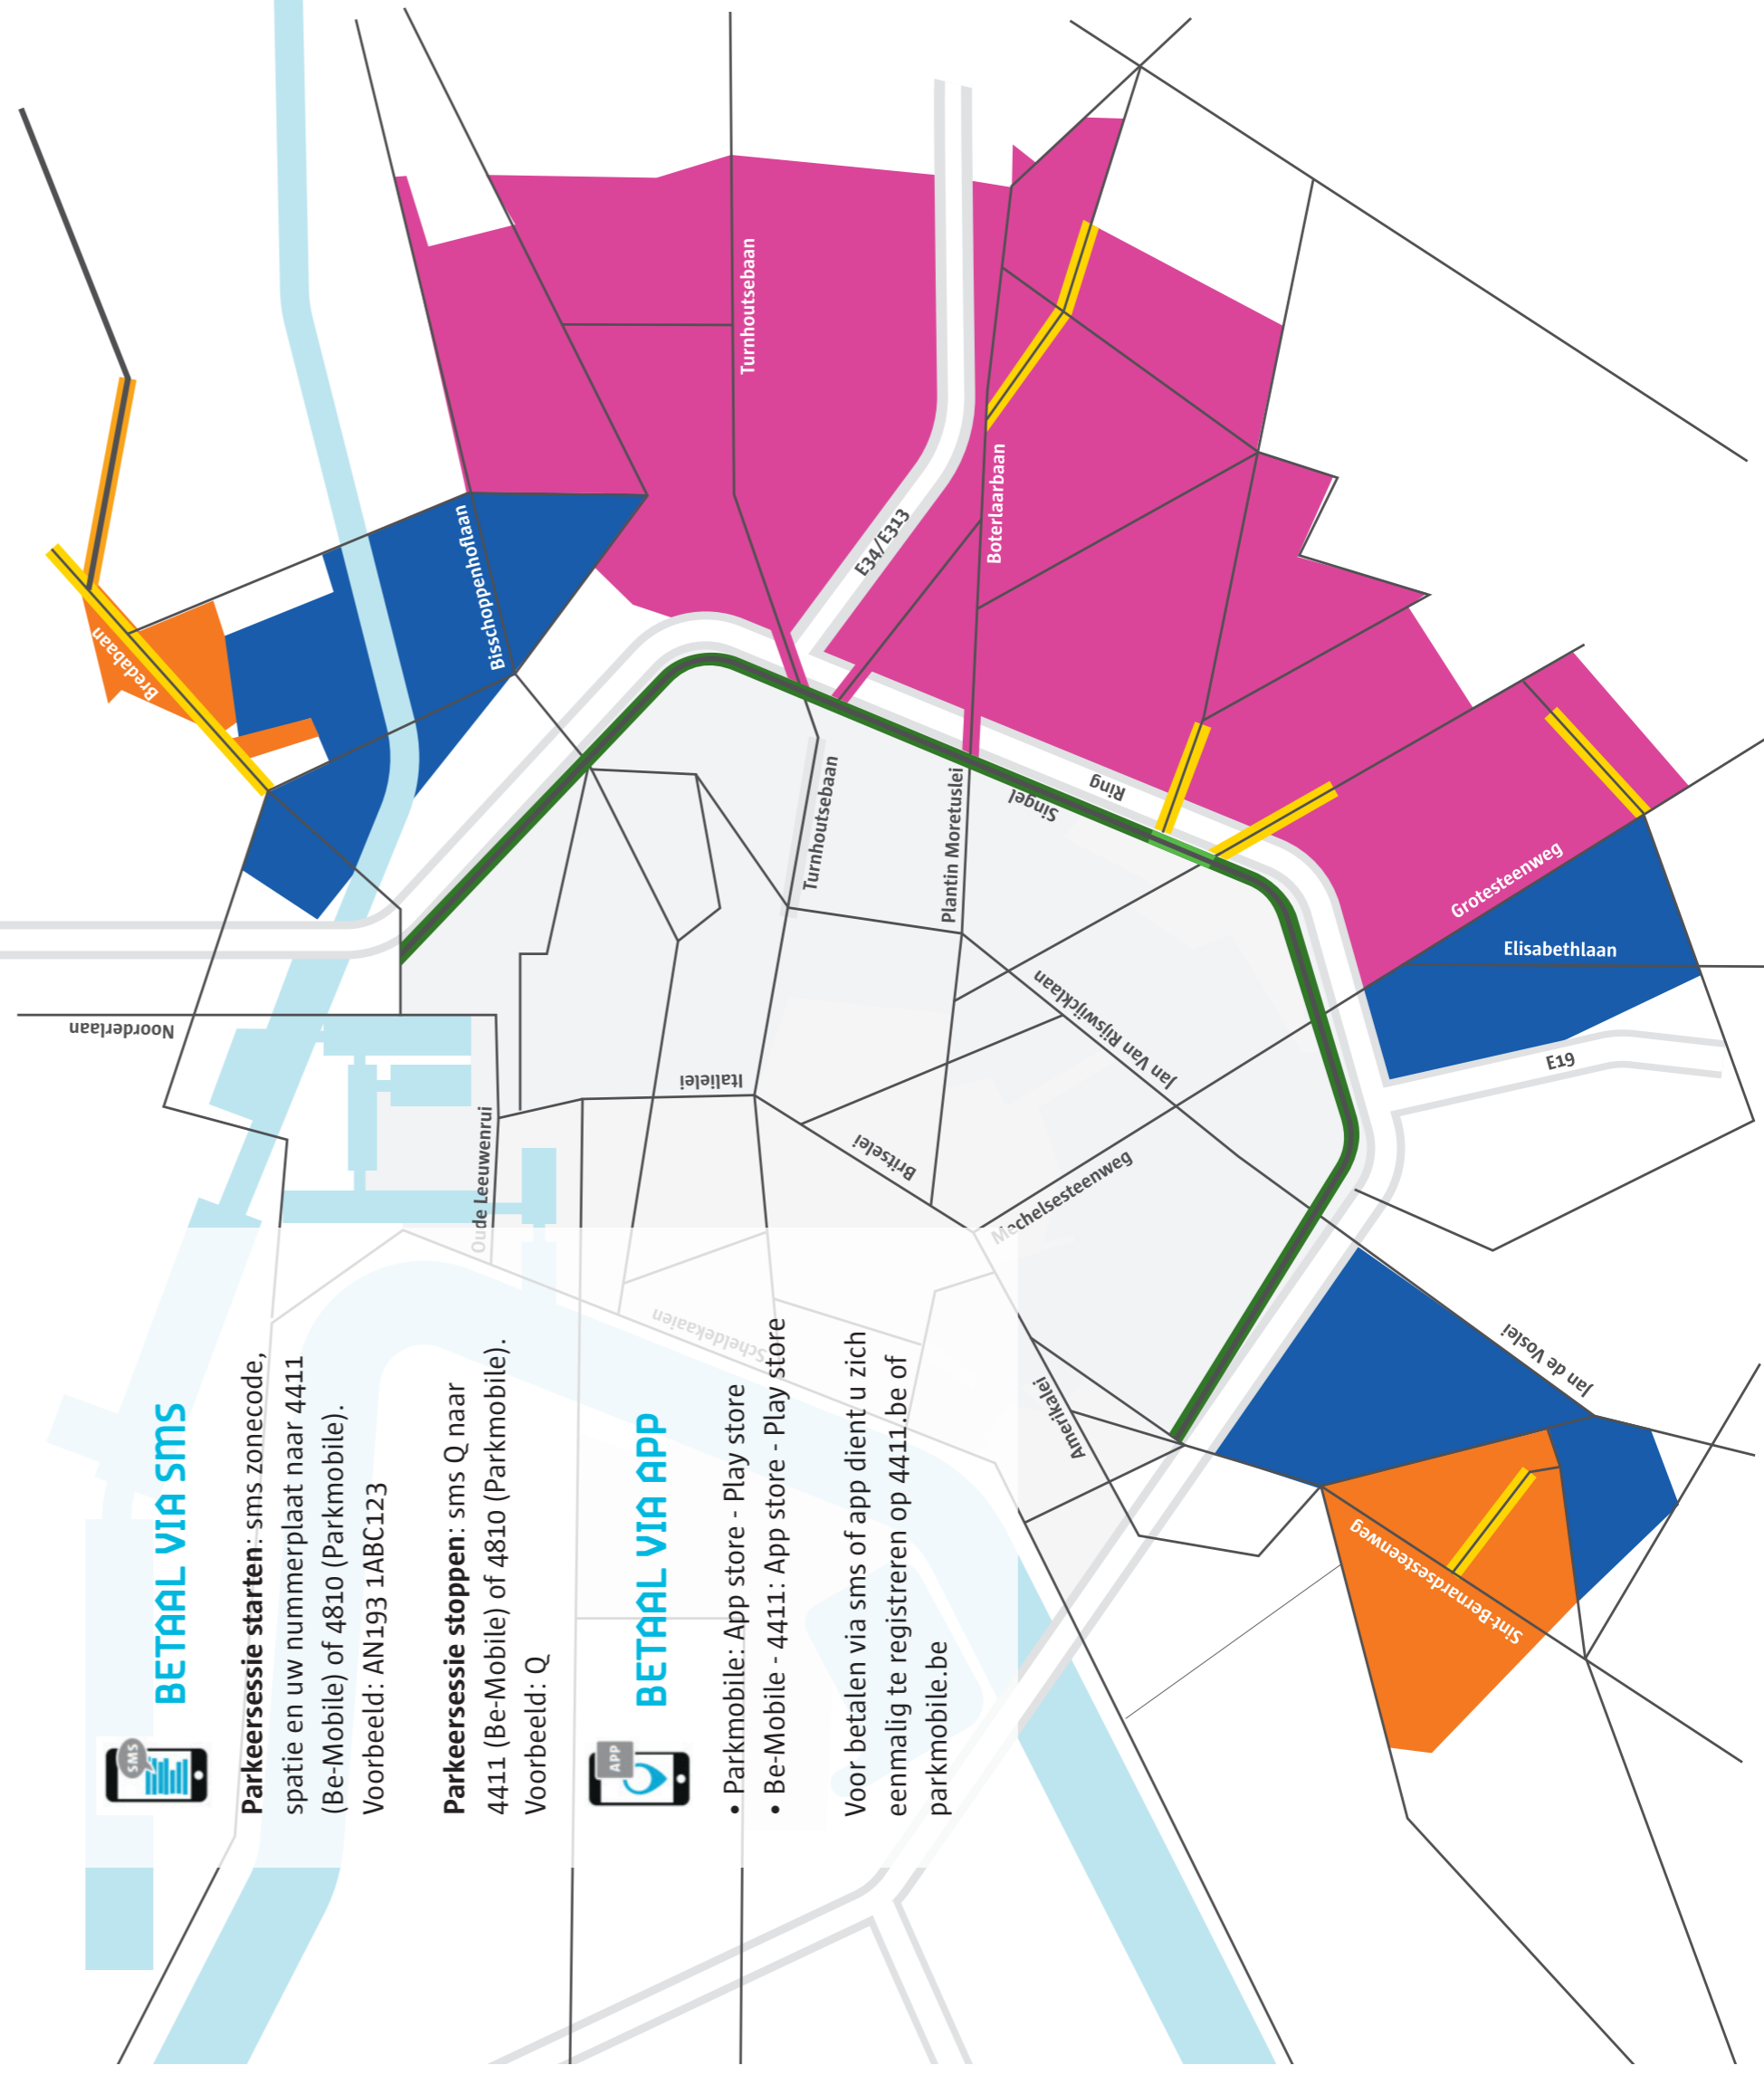 BETAAL VIA SMS
SMS
Parkeersessie starten: sms zonecode,
spatie en uw nummerplaat naar 4411
(Be-Mobile) of 4810 (Parkmobile).
Voorbeeld: AN193 1ABC123
Parkeersessie stoppen: sms Q naar
4411 (Be-Mobile) of 4810 (Parkmobile).
Voorbeeld: Q
BETAAL VIA APP
APP
• Parkmobile: App store - Play store
• Be-Mobile - 4411: App store - Play store
Voor betalen via sms of app dient u zich
eenmalig te registreren op 4411.be of
parkmobile.be
Bredabaan
Bisschoppenhoflaan
Turnhoutsebaan
E34/E313
Boterlaarbaan
Ring
Singel
Turnhoutsebaan
Plantin Moretuslei
Grotesteenweg
Elisabethlaan
E19
Noorderlaan
Italielei
Jan Van Rijswijcklaan
Britselei
Oude Leeuwenrui
Mechelsesteenweg
Scheldekaaien
Amerikalei
Jan de Voslei
Sint-Bernardsesteenweg